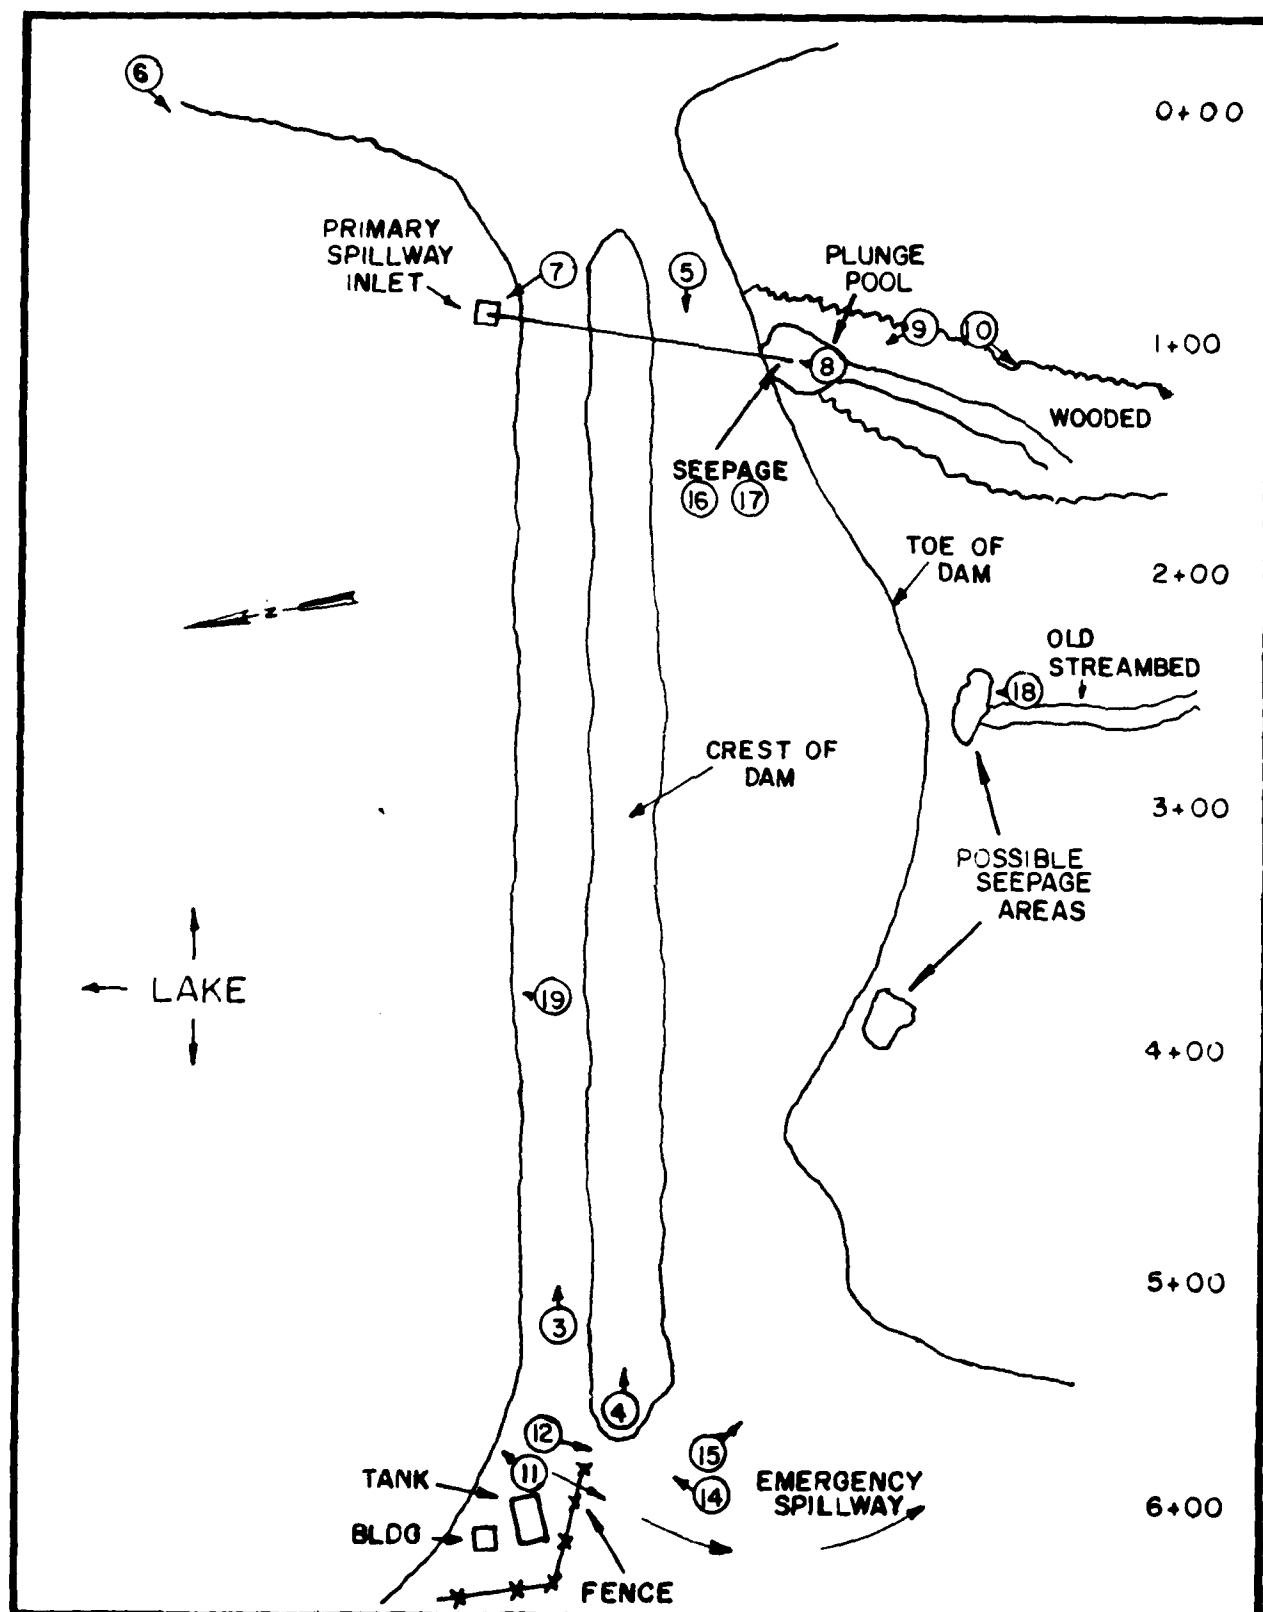 6
0+00
PRIMARY
SPILLWAY
INLET
7
5
PLUNGE
POOL
9
10
1+00
8
WOODED
SEEPAGE
16 17
TOE OF
DAM
2+00
N
OLD
STREAMBED
18
CREST OF
DAM
3+00
POSSIBLE
SEEPAGE
AREAS
LAKE
19
4+00
5+00
3
4
12
15
11
TANK
14
EMERGENCY
SPILLWAY
6+00
BLDG
FENCE